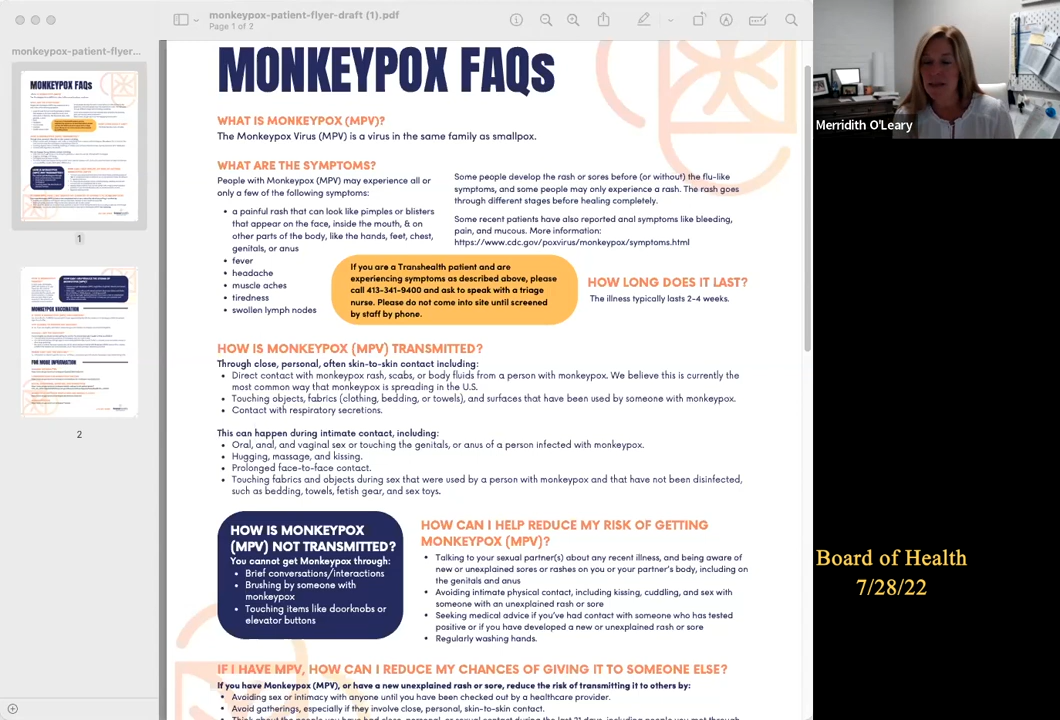 monkeypox-patient-flyer-draft (1).pdf
Page 1 of 2
monkeypox-patient-flyer...
1
2
MONKEYPOX FAQs
WHAT IS MONKEYPOX (MPV)?
The Monkeypox Virus (MPV) is a virus in the same family as smallpox.
WHAT ARE THE SYMPTOMS?
People with Monkeypox (MPV) may experience all or
only a few of the following symptoms:
• a painful rash that can look like pimples or blisters
that appear on the face, inside the mouth, & on
other parts of the body, like the hands, feet, chest,
genitals, or anus
• fever
• headache
• muscle aches
• tiredness
• swollen lymph nodes
Some people develop the rash or sores before (or without) the flu-like
symptoms, and some people may only experience a rash. The rash goes
through different stages before healing completely.
Some recent patients have also reported anal symptoms like bleeding,
pain, and mucous. More information:
https://www.cdc.gov/poxvirus/monkeypox/symptoms.html
If you are a Transhealth patient and are
experiencing symptoms as described above, please
call 413-341-9400 and ask to speak with a triage
nurse. Please do not come into site until screened
by staff by phone.
HOW LONG DOES IT LAST?
The illness typically lasts 2-4 weeks.
HOW IS MONKEYPOX (MPV) TRANSMITTED?
Through close, personal, often skin-to-skin contact including:
• Direct contact with monkeypox rash, scabs, or body fluids from a person with monkeypox. We believe this is currently the
most common way that monkeypox is spreading in the U.S.
• Touching objects, fabrics (clothing, bedding, or towels), and surfaces that have been used by someone with monkeypox.
• Contact with respiratory secretions.
This can happen during intimate contact, including:
• Oral, anal, and vaginal sex or touching the genitals, or anus of a person infected with monkeypox.
• Hugging, massage, and kissing.
• Prolonged face-to-face contact.
• Touching fabrics and objects during sex that were used by a person with monkeypox and that have not been disinfected,
such as bedding, towels, fetish gear, and sex toys.
HOW IS MONKEYPOX
(MPV) NOT TRANSMITTED?
You cannot get Monkeypox through:
• Brief conversations/interactions
• Brushing by someone with
monkeypox
• Touching items like doorknobs or
elevator buttons
HOW CAN I HELP REDUCE MY RISK OF GETTING
MONKEYPOX (MPV)?
• Talking to your sexual partner(s) about any recent illness, and being aware of
new or unexplained sores or rashes on you or your partner's body, including on
the genitals and anus
• Avoiding intimate physical contact, including kissing, cuddling, and sex with
someone with an unexplained rash or sore
• Seeking medical advice if you've had contact with someone who has tested
positive or if you have developed a new or unexplained rash or sore
• Regularly washing hands.
IF I HAVE MPV, HOW CAN I REDUCE MY CHANCES OF GIVING IT TO SOMEONE ELSE?
If you have Monkeypox (MPV), or have a new unexplained rash or sore, reduce the risk of transmitting it to others by:
• Avoiding sex or intimacy with anyone until you have been checked out by a healthcare provider.
• Avoid gatherings, especially if they involve close, personal, skin-to-skin contact.
Merridth O'Leary
Board of Health
7/28/22